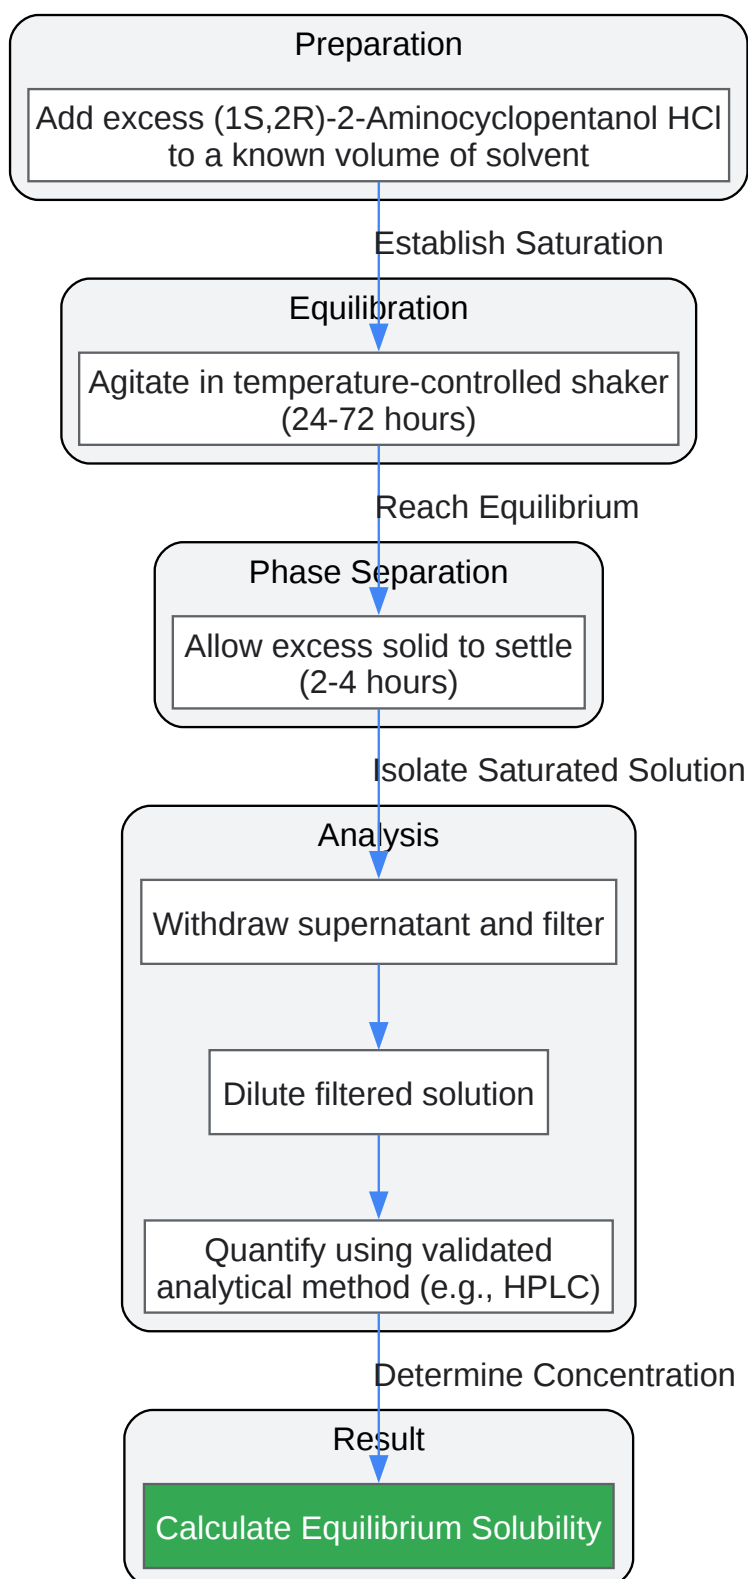 Preparation
Add excess (1S,2R)-2-Aminocyclopentanol HCl
to a known volume of solvent
Establish Saturation
Equilibration
Agitate in temperature-controlled shaker
(24-72 hours)
Reach Equilibrium
Phase Separation
Allow excess solid to settle
(2-4 hours)
Isolate Saturated Solution
Analysis
Withdraw supernatant and filter
Dilute filtered solution
Quantify using validated
analytical method (e.g., HPLC)
Determine Concentration
Result
Calculate Equilibrium Solubility